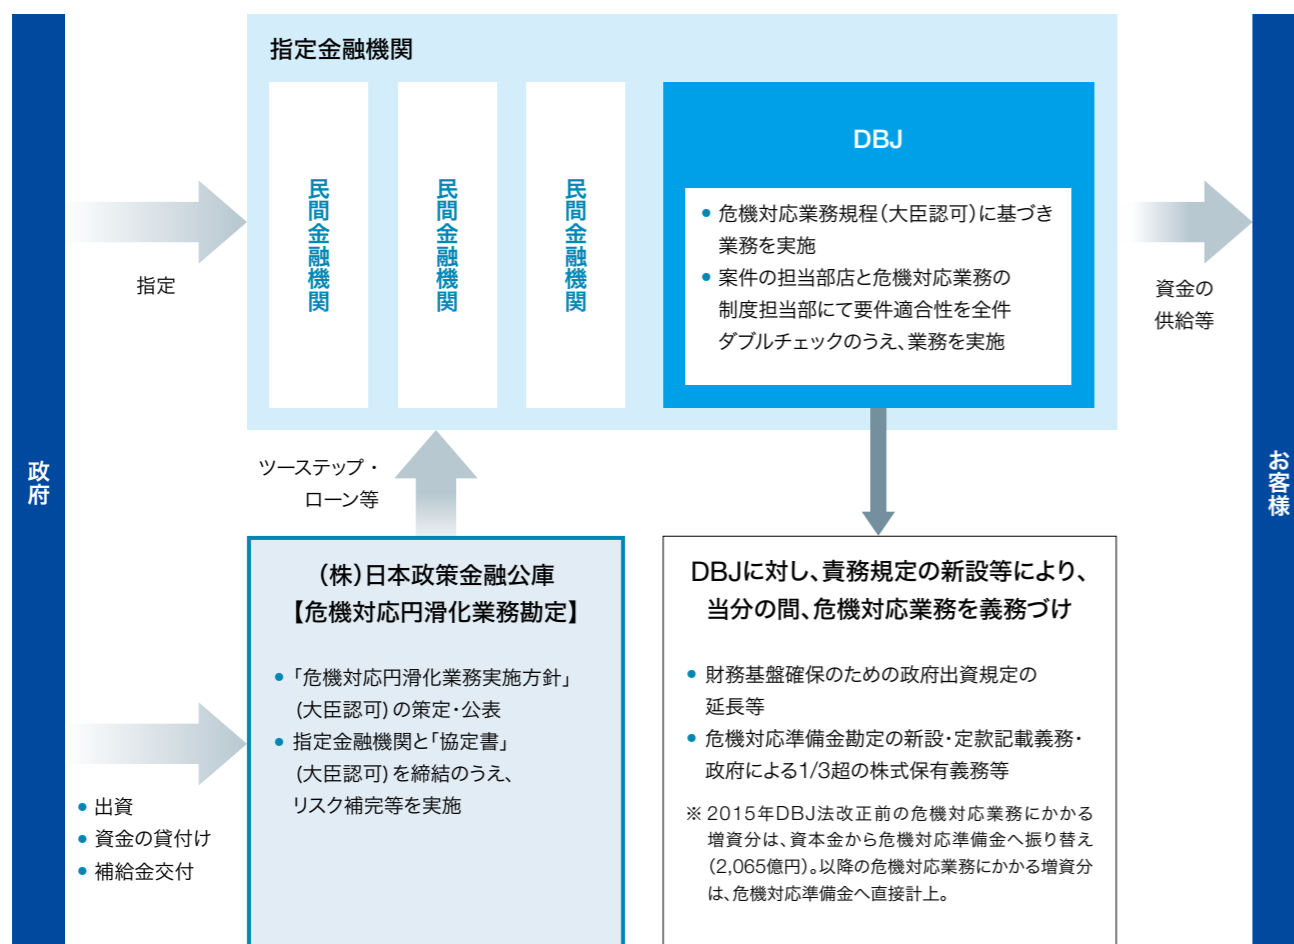 政府
指定
指定金融機関
民間金融機関
民間金融機関
民間金融機関
DBJ
• 危機対応業務規程(大臣認可)に基づき
業務を実施
• 案件の担当部店と危機対応業務の
制度担当部にて要件適合性を全件
ダブルチェックのうえ、業務を実施
資金の
供給等
お客様
ツーステップ・
ローン等
(株)日本政策金融公庫
【危機対応円滑化業務勘定】
• 「危機対応円滑化業務実施方針」
(大臣認可)の策定・公表
• 指定金融機関と「協定書」
(大臣認可)を締結のうえ、
リスク補完等を実施
• 出資
• 資金の貸付け
• 補給金交付
DBJに対し、責務規定の新設等により、
当分の間、危機対応業務を義務づけ
• 財務基盤確保のための政府出資規定の
延長等
• 危機対応準備金勘定の新設・定款記載義務・
政府による1/3超の株式保有義務等
※ 2015年DBJ法改正前の危機対応業務にかかる
増資分は、資本金から危機対応準備金へ振り替え
(2,065億円)。以降の危機対応業務にかかる増資分
は、危機対応準備金へ直接計上。